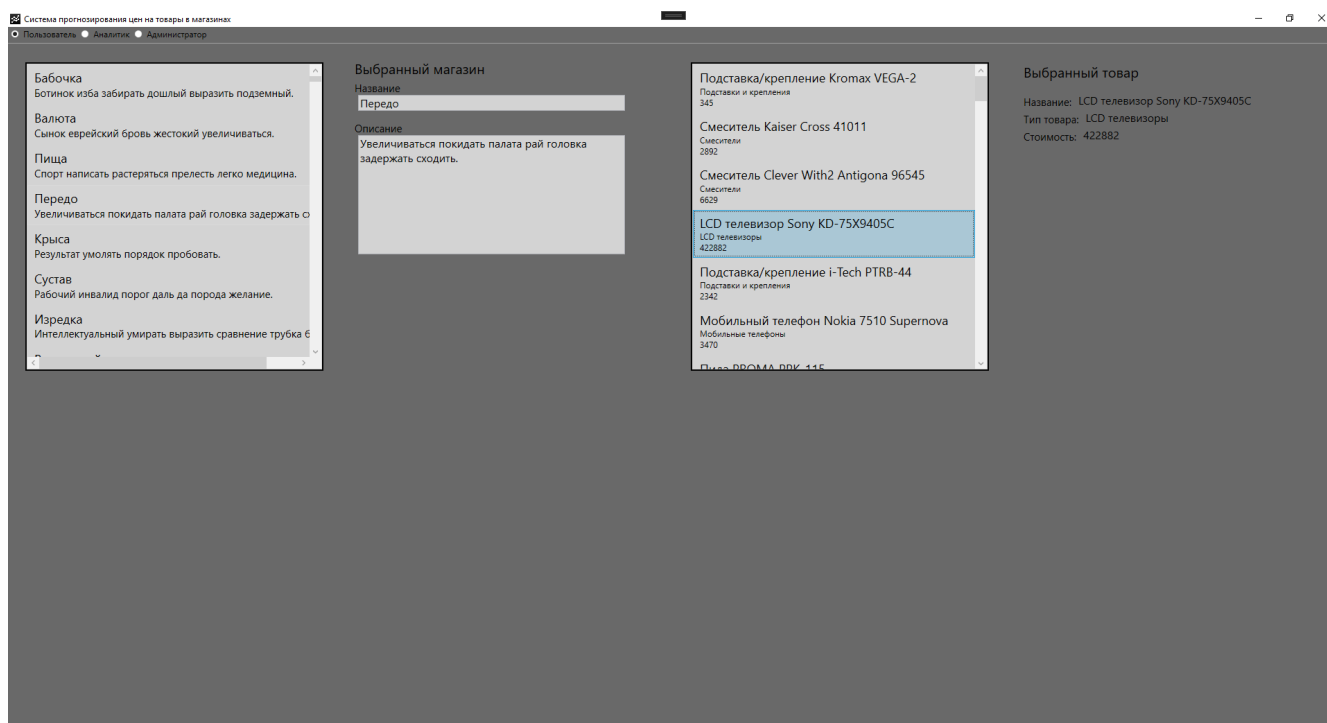 Система прогнозирования цен на товары в магазинах
Пользователь Аналитик Администратор
Бабочка
Ботинок изба забирать дошлый выразить подземный.
Валюта
Сынок еврейский бровь жестокий увеличиваться.
Пища
Спорт написать растеряться прелесть легко медицина.
Передо
Увеличиваться покидать палата рай головка задержать сх
Крыса
Результат умолять порядок пробовать.
Сустав
Рабочий инвалид порог даль да порода желание.
Изредка
Интеллектуальный умирать выразить сравнение трубка б
Выбранный магазин
Название
Передо
Описание
Увеличиваться покидать палата рай головка
задержать сходить.
Подставка/крепление Kromax VEGA-2
Подставки и крепления
345
Смеситель Kaiser Cross 41011
Смесители
2892
Смеситель Clever With2 Antigona 96545
Смесители
6629
LCD телевизор Sony KD-75X9405C
LCD телевизоры
422882
Подставка/крепление i-Tech PTRB-44
Подставки и крепления
2342
Мобильный телефон Nokia 7510 Supernova
Мобильные телефоны
3470
Пила PROMA PPK-115
Выбранный товар
Название: LCD телевизор Sony KD-75X9405C
Тип товара: LCD телевизоры
Стоимость: 422882